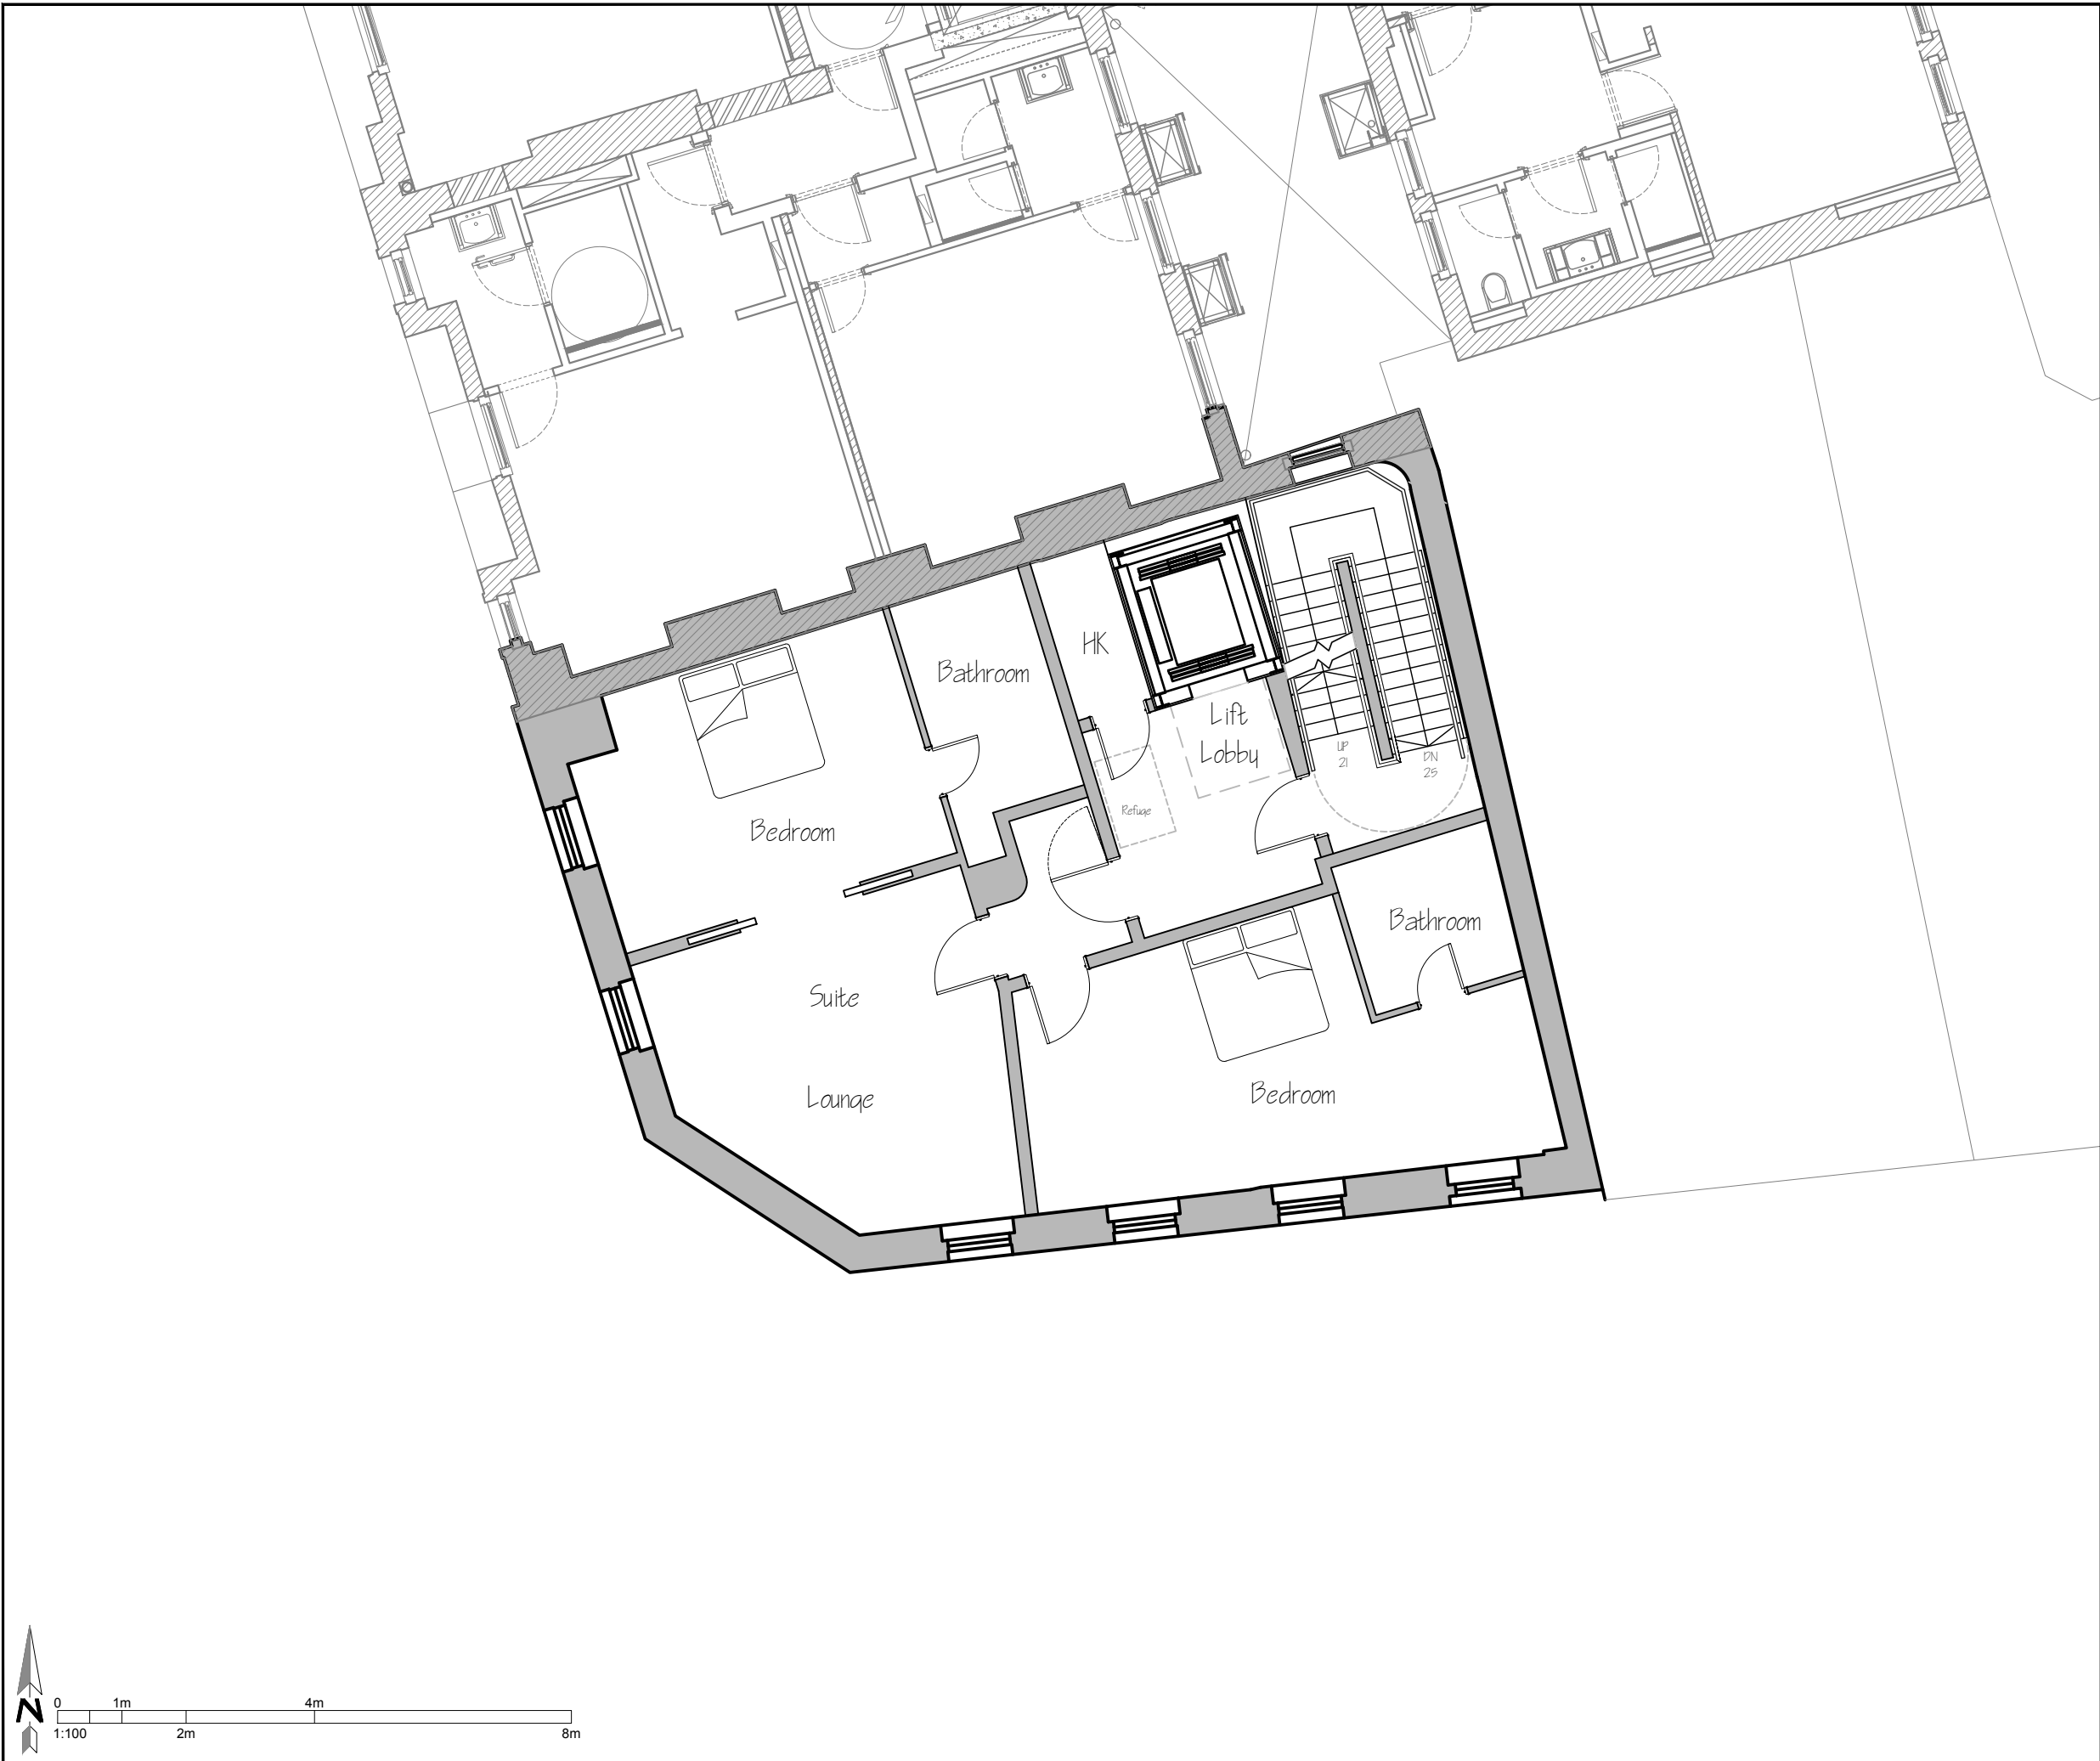 HK
Bathroom
Lift
Lobby
UP
21
DN
25
Refuge
Bedroom
Bathroom
Suite
Lounge
Bedroom
N
0
1m
4m
1:100
2m
8m